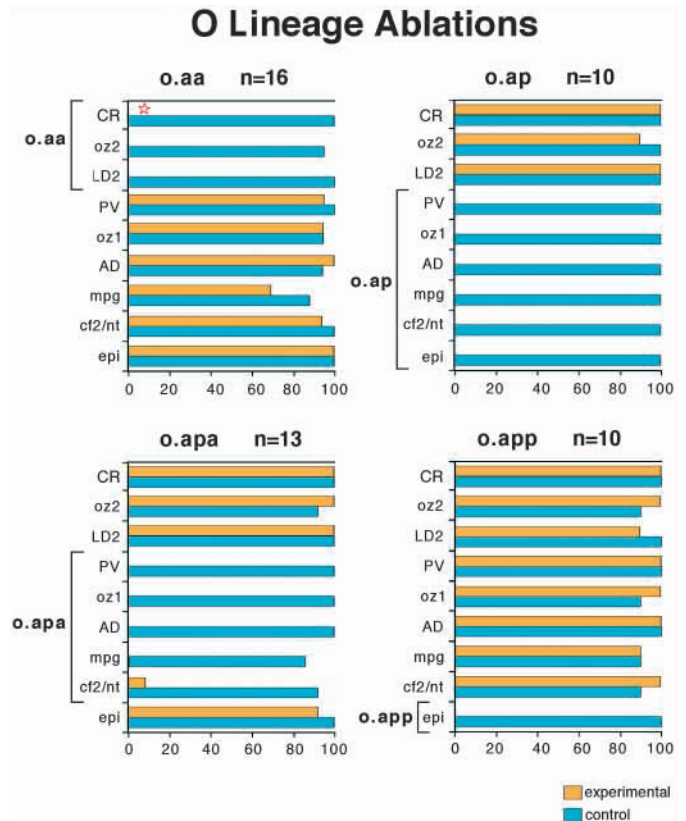 O Lineage Ablations
o.aa n=16
o.aa
CR
oz2
LD2
PV
oz1
AD
mpg
cf2/nt
epi
0 20 40 60 80 100
o.ap n=10
CR
oz2
LD2
o.ap
PV
oz1
AD
mpg
cf2/nt
epi
0 20 40 60 80 100
o.apa n=13
CR
oz2
LD2
o.apa
PV
oz1
AD
mpg
cf2/nt
epi
0 20 40 60 80 100
o.app n=10
CR
oz2
LD2
PV
oz1
AD
mpg
cf2/nt
o.app epi
0 20 40 60 80 100
experimental
control